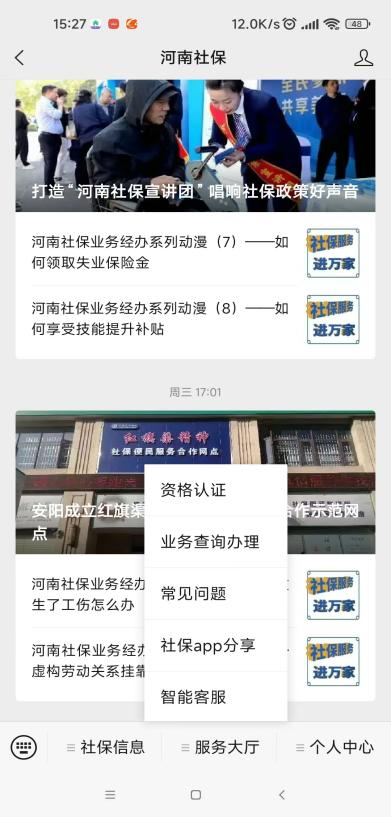 15:27
12.0K/s
48
河南社保
打造“河南社保宣讲团”唱响社保政策好声音
河南社保业务经办系列动漫（7）——如
何领取失业保险金
社保服务
进万家
河南社保业务经办系列动漫（8）——如
何享受技能提升补贴
社保服务
进万家
周三 17:01
红旗渠精神
社保便民服务合作网点
安阳成立红旗渠
合作示范网
点
资格认证
业务查询办理
常见问题
社保app分享
智能客服
河南社保业务经办
生了工伤怎么办
社保服务
进万家
河南社保业务经办
虚构劳动关系挂靠
社保服务
进万家
社保信息
服务大厅
个人中心